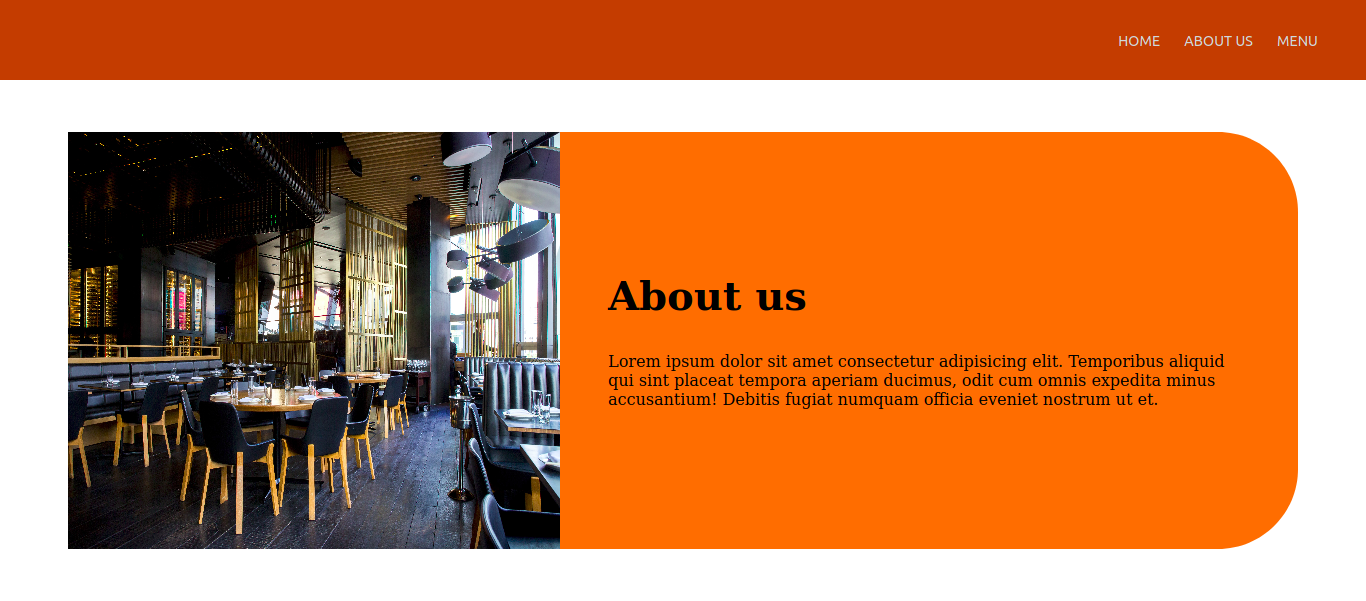 HOME ABOUT US MENU
About us
Lorem ipsum dolor sit amet consectetur adipisicing elit. Temporibus aliquid
qui sint placeat tempora aperiam ducimus, odit cum omnis expedita minus
accusantium! Debitis fugiat numquam officia eveniet nostrum ut et.